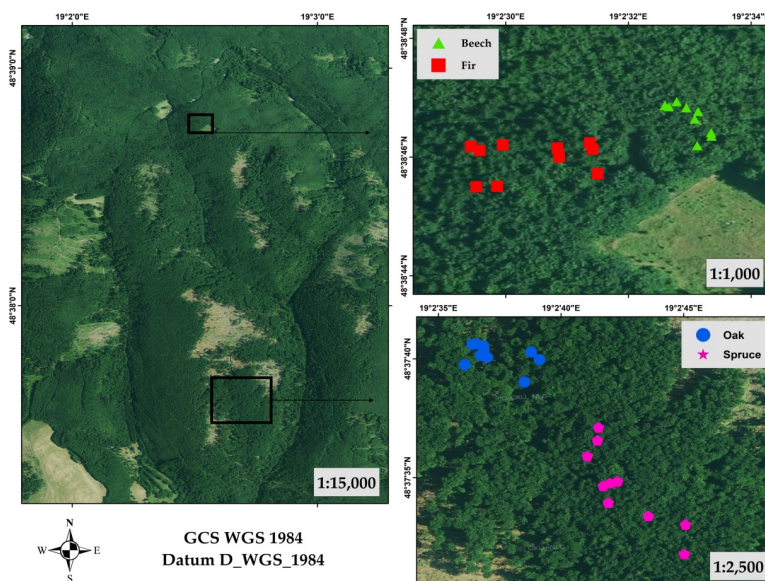 19°2'0"E 19°3'0"E
48°39'0"N
48°38'0"N
1:15,000
19°2'30"E 19°2'32"E 19°2'34"E
48°38'48"N
48°38'46"N
48°38'44"N
Beech
Fir
1:1,000
19°2'35"E 19°2'40"E 19°2'45"E
48°37'40"N
48°37'35"N
Oak
Spruce
1:2,500
N
W E
S
GCS WGS 1984
Datum D_WGS_1984